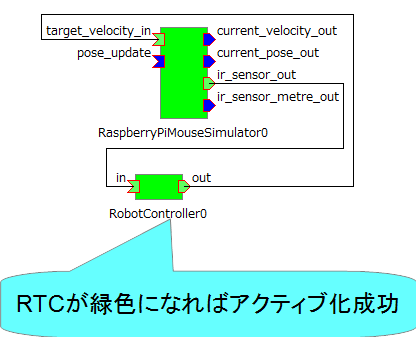 target_velocity_in
current_velocity_out
pose_update
current_pose_out
ir_sensor_out
ir_sensor_metre_out
RaspberryPiMouseSimulator0
in
out
RobotController0
RTCが緑色になればアクティブ化成功